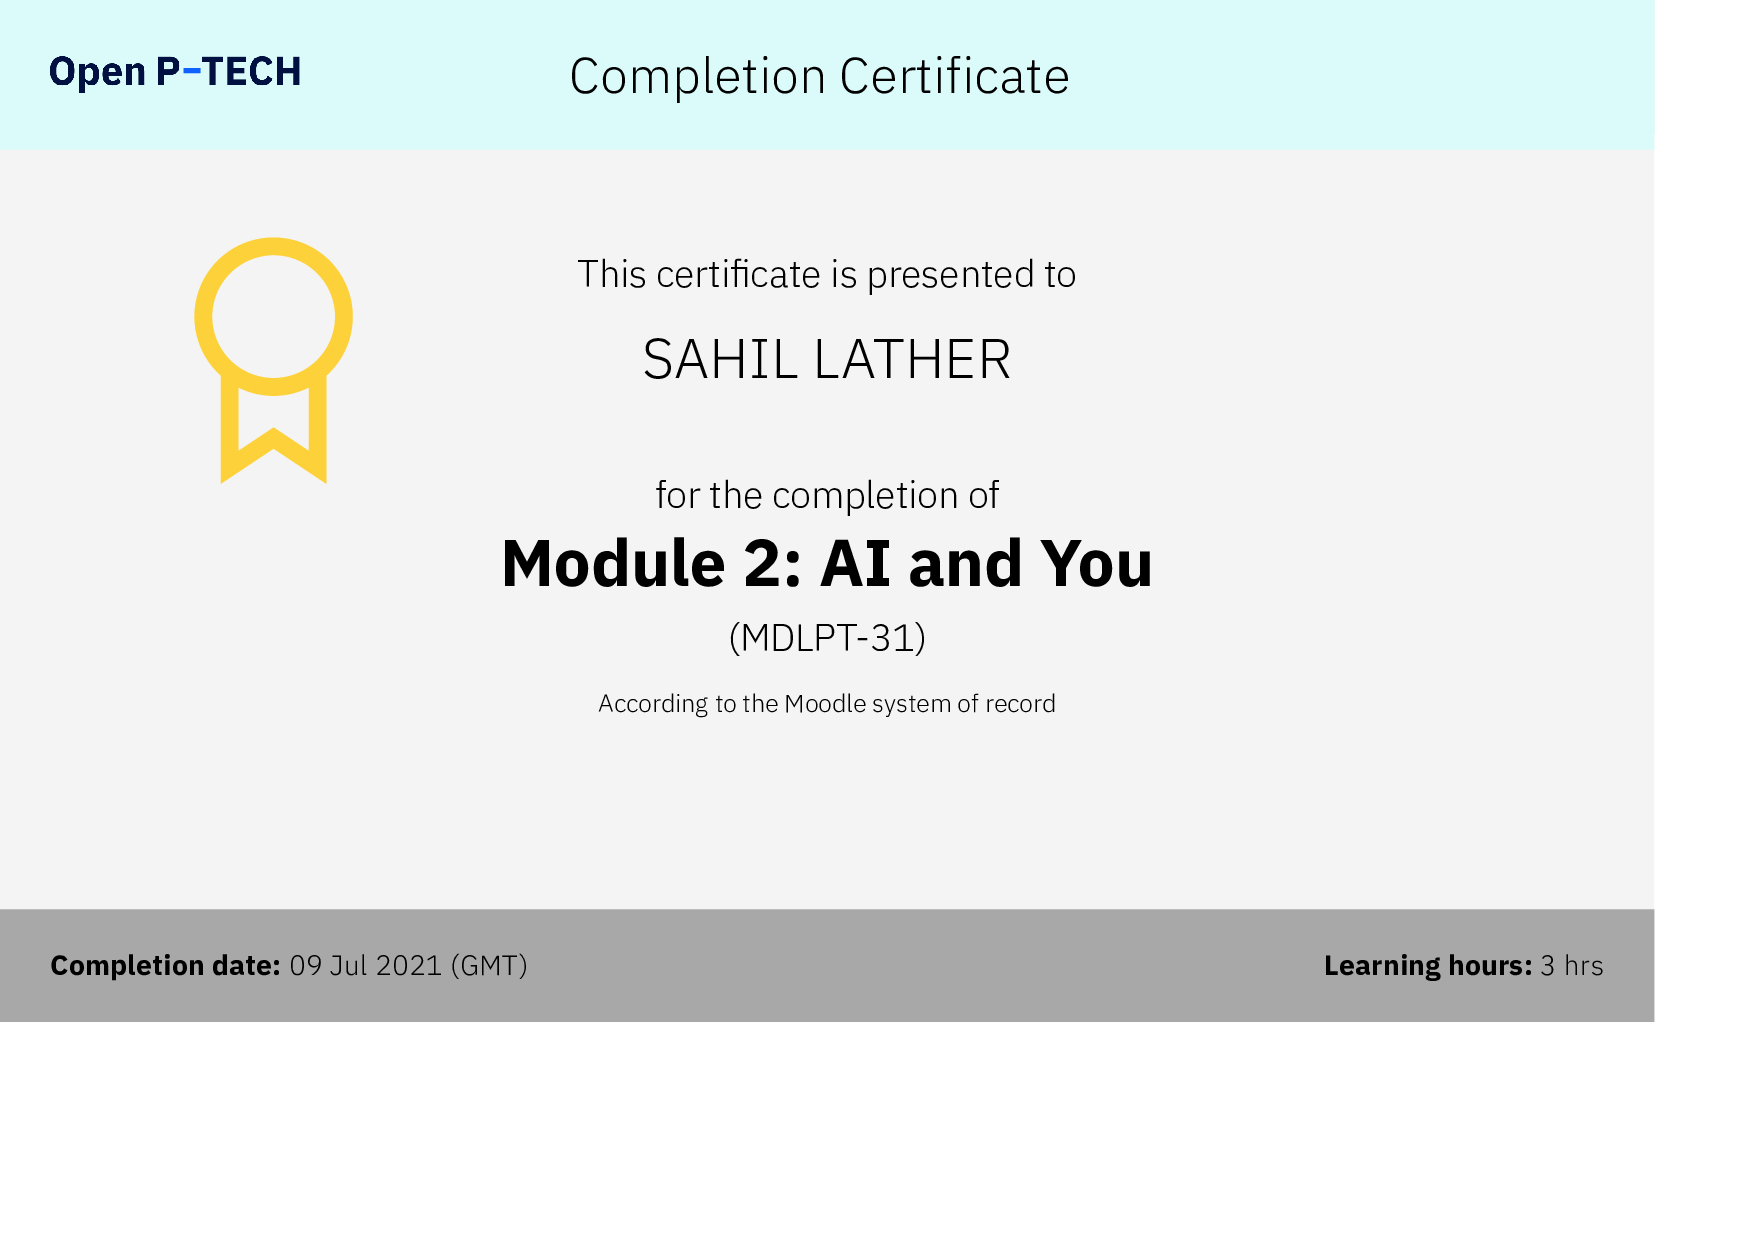 Open P-TECH
Completion Certificate
This certificate is presented to
SAHIL LATHER
for the completion of
Module 2: AI and You
(MDLPT-31)
According to the Moodle system of record
Completion date: 09 Jul 2021 (GMT)
Learning hours: 3 hrs